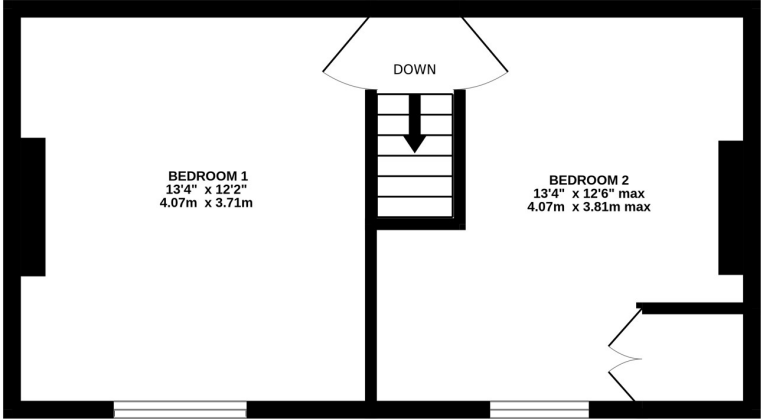 DOWN
BEDROOM 1
13'4" x 12'2"
4.07m x 3.71m
BEDROOM 2
13'4" x 12'6" max
4.07m x 3.81m max